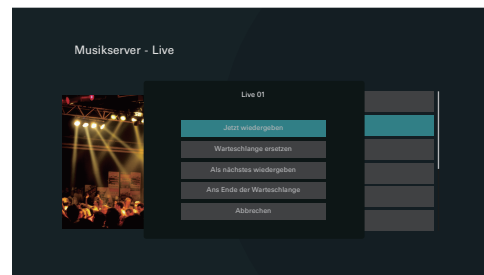 Musikserver - Live
Live 01
Jetzt wiedergeben
Warteschlange ersetzen
Als nächstes wiedergeben
Ans Ende der Warteschlange
Abbrechen